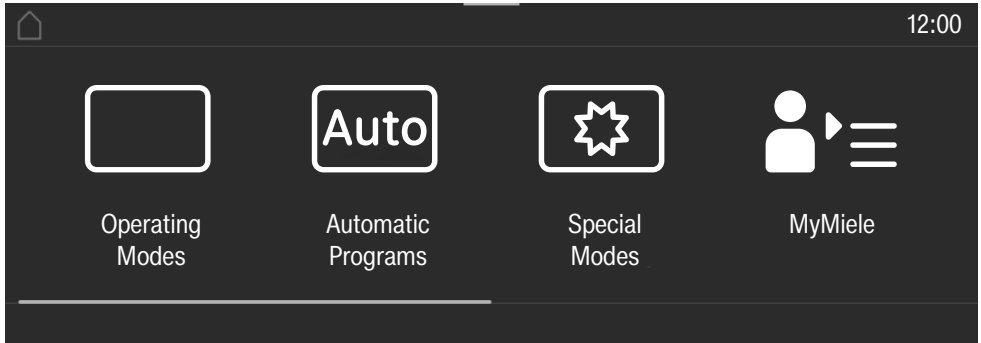 12:00
Auto
Operating
Modes
Automatic
Programs
Special
Modes
MyMiele